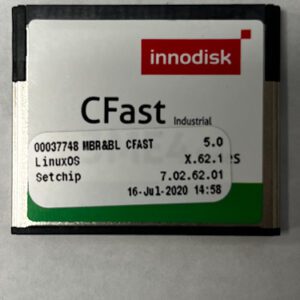 innodisk
CFast Industrial
00037748 MBR&BL CFAST 5.0
LinuxOS X.62.1
Setchip 7.02.62.01
16-Jul-2020 14:58